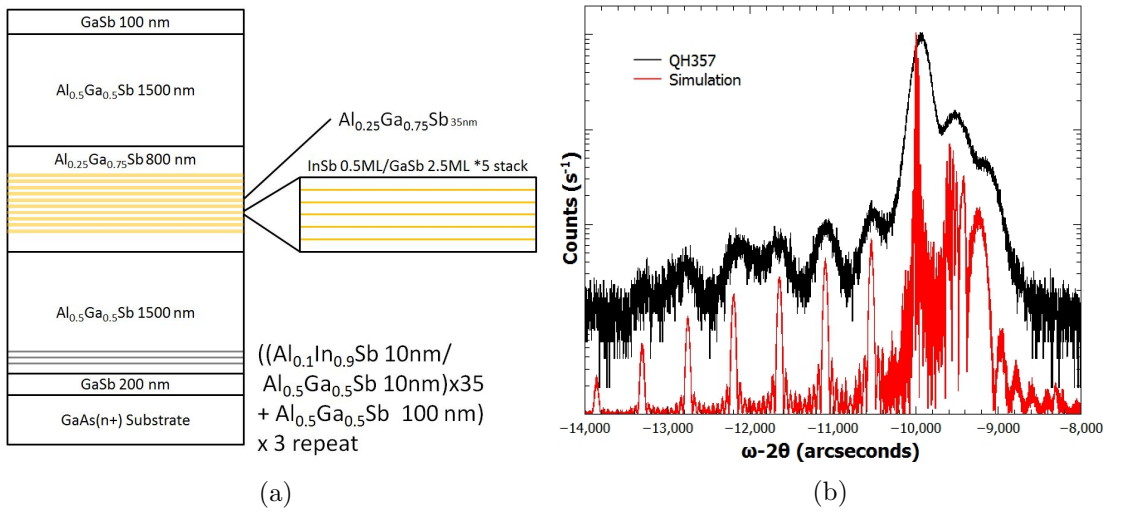 GaSb 100 nm
Al0.5Ga0.5Sb 1500 nm
Al0.25Ga0.75Sb 800 nm
Al0.5Ga0.5Sb 1500 nm
GaSb 200 nm
GaAs(n+) Substrate
Al0.25Ga0.75Sb 35nm
InSb 0.5ML/GaSb 2.5ML *5 stack
((Al0.1In0.9Sb 10nm/
Al0.5Ga0.5Sb 10nm)x35
+ Al0.5Ga0.5Sb 100 nm)
x 3 repeat
(a)
QH357
Simulation
Counts (s-1)
−14,000 −13,000 −12,000 −11,000 −10,000 −9,000 −8,000
ω-2θ (arcseconds)
(b)